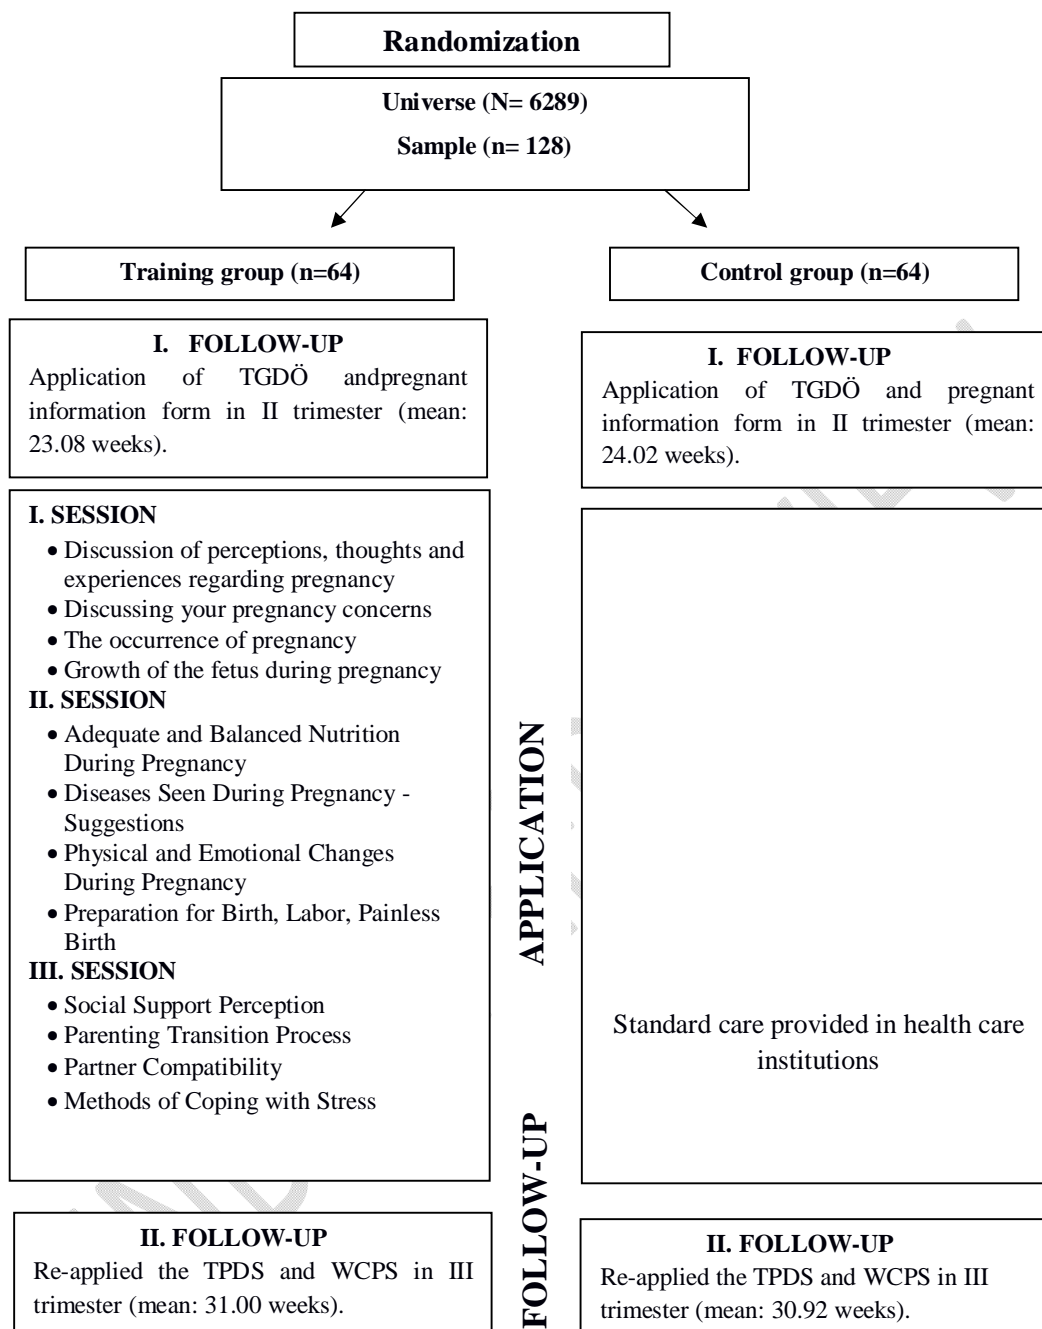 Randomization
Universe (N= 6289)
Sample (n= 128)
Training group (n=64)
Control group (n=64)
I. FOLLOW-UP
Application of TGDÖ andpregnant
information form in II trimester (mean:
23.08 weeks).
I. FOLLOW-UP
Application of TGDÖ and pregnant
information form in II trimester (mean:
24.02 weeks).
I. SESSION
• Discussion of perceptions, thoughts and
experiences regarding pregnancy
• Discussing your pregnancy concerns
• The occurrence of pregnancy
• Growth of the fetus during pregnancy
II. SESSION
• Adequate and Balanced Nutrition
During Pregnancy
• Diseases Seen During Pregnancy -
Suggestions
• Physical and Emotional Changes
During Pregnancy
• Preparation for Birth, Labor, Painless
Birth
III. SESSION
• Social Support Perception
• Parenting Transition Process
• Partner Compatibility
• Methods of Coping with Stress
APPLICATION
Standard care provided in health care
institutions
FOLLOW-UP
II. FOLLOW-UP
Re-applied the TPDS and WCPS in III
trimester (mean: 31.00 weeks).
II. FOLLOW-UP
Re-applied the TPDS and WCPS in III
trimester (mean: 30.92 weeks).